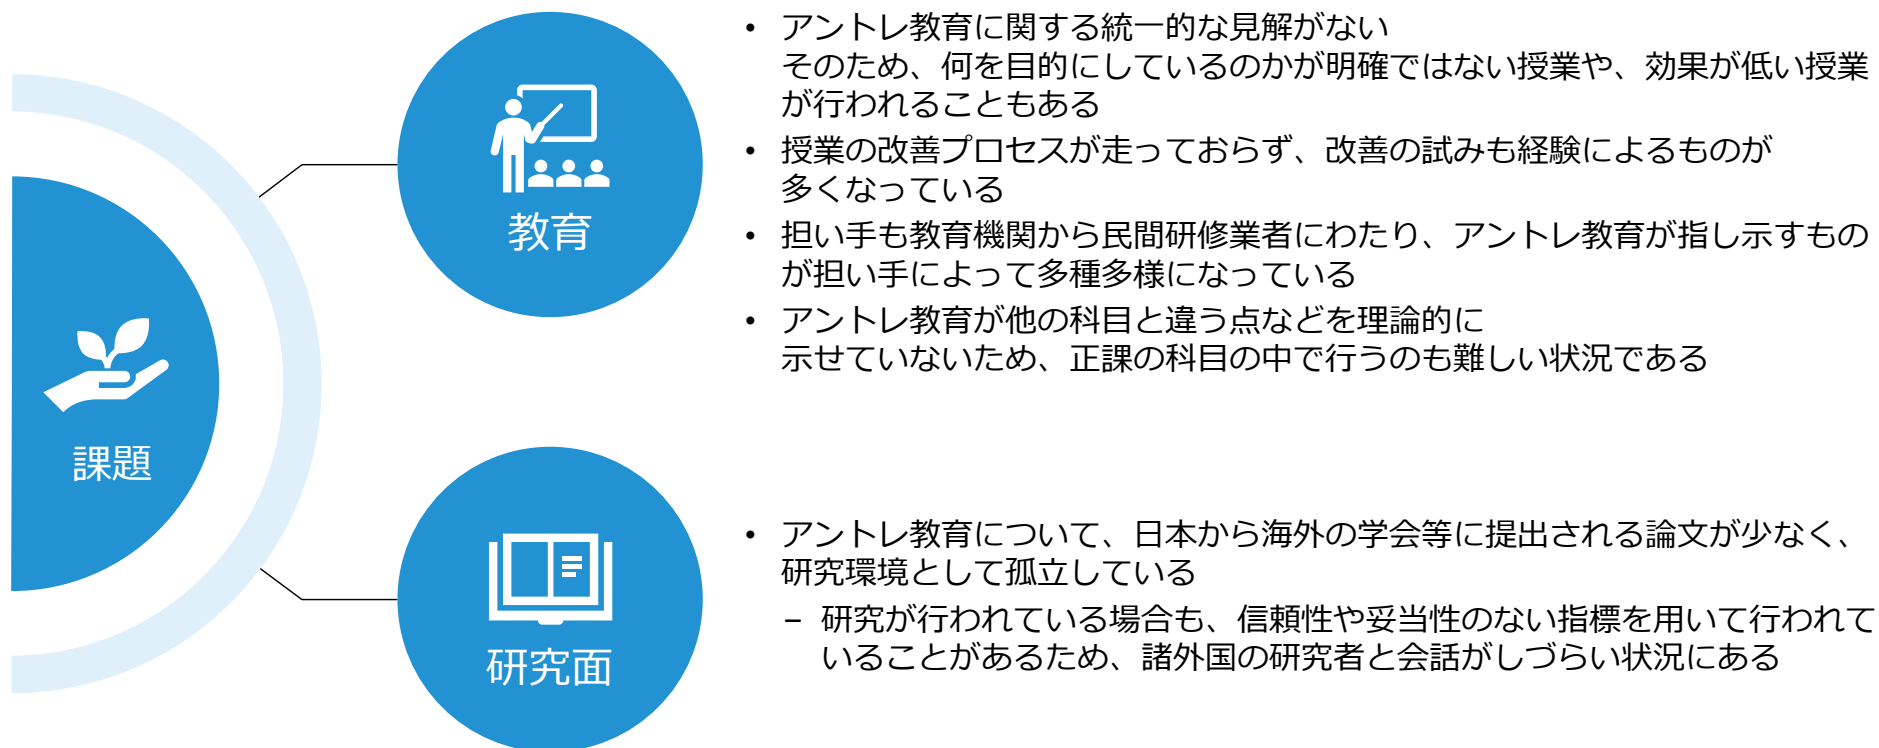 課題
教育
• アントレ教育に関する統一的な見解がない
そのため、何を目的にしているのかが明確ではない授業や、効果が低い授業
が行われることもある
• 授業の改善プロセスが走っておらず、改善の試みも経験によるものが
多くなっている
• 担い手も教育機関から民間研修業者にわたり、アントレ教育が指し示すもの
が担い手によって多種多様になっている
• アントレ教育が他の科目と違う点などを理論的に
示せていないため、正課の科目の中で行うのも難しい状況である
研究面
• アントレ教育について、日本から海外の学会等に提出される論文が少なく、
研究環境として孤立している
– 研究が行われている場合も、信頼性や妥当性のない指標を用いて行われて
いることがあるため、諸外国の研究者と会話がしづらい状況にある